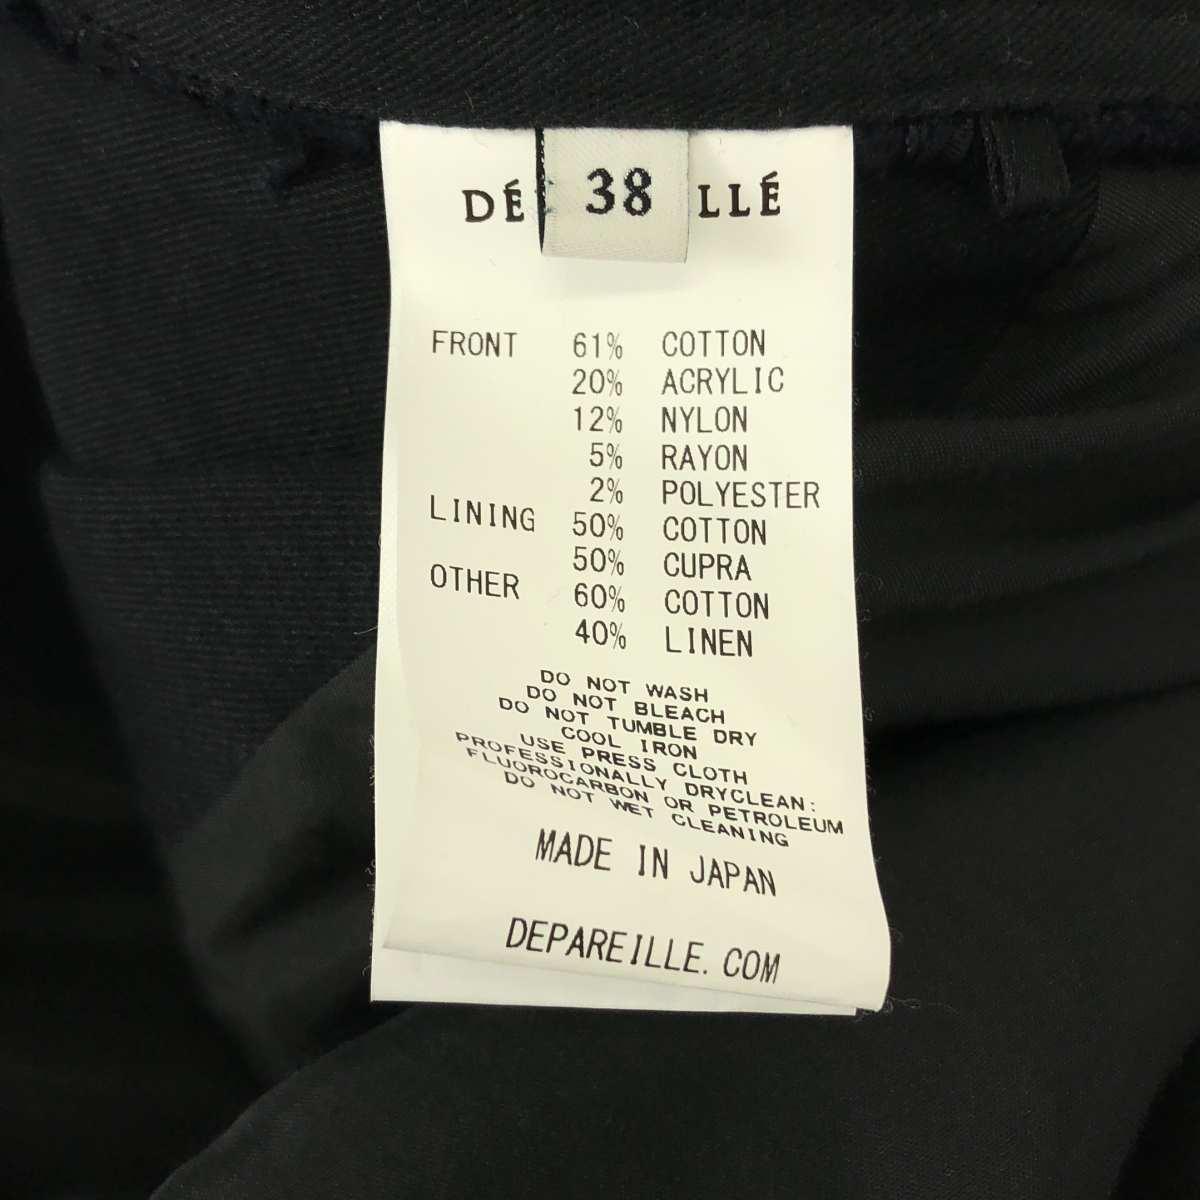 DÉ 38 LLÉ
FRONT 61% COTTON
20% ACRYLIC
12% NYLON
5% RAYON
2% POLYESTER
LINING 50% COTTON
50% CUPRA
OTHER 60% COTTON
40% LINEN
DO NOT WASH
DO NOT BLEACH
DO NOT TUMBLE DRY
COOL IRON
USE PRESS CLOTH
PROFESSIONALLY DRYCLEAN:
FLUOROCARBON OR PETROLEUM
DO NOT WET CLEANING
MADE IN JAPAN
DEPAREILLE.COM